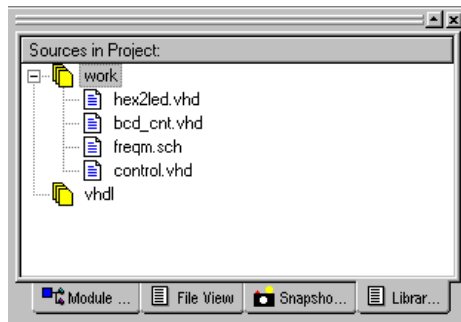 Sources in Project:
work
hex2led.vhd
bcd_cnt.vhd
freqm.sch
control.vhd
vhdl
Module ... File View Snapsho... Librar...